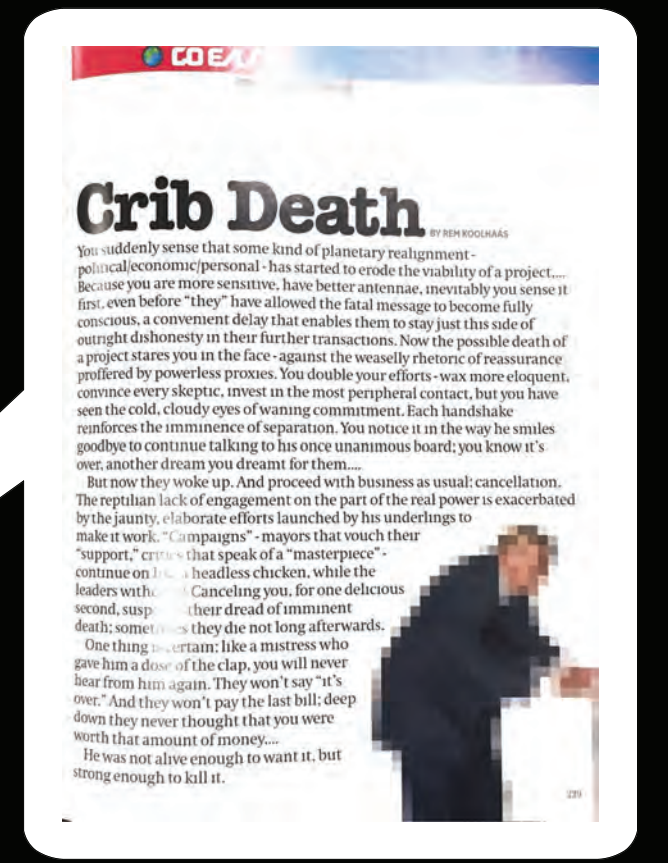 GO EAS
Crib Death
BY REM KOOLHAAS
You suddenly sense that some kind of planetary realignment -
political/economic/personal - has started to erode the viability of a project....
Because you are more sensitive, have better antennae, inevitably you sense it
first, even before “they” have allowed the fatal message to become fully
conscious, a convenient delay that enables them to stay just this side of
outright dishonesty in their further transactions. Now the possible death of
a project stares you in the face - against the weaselly rhetoric of reassurance
proffered by powerless proxies. You double your efforts - wax more eloquent,
convince every skeptic, invest in the most peripheral contact, but you have
seen the cold, cloudy eyes of waning commitment. Each handshake
reinforces the imminence of separation. You notice it in the way he smiles
goodbye to continue talking to his once unanimous board; you know it's
over, another dream you dreamt for them....
But now they woke up. And proceed with business as usual: cancellation.
The reptilian lack of engagement on the part of the real power is exacerbated
by the jaunty, elaborate efforts launched by his underlings to
make it work. “Campaigns” - mayors that vouch their
“support,” critics that speak of a “masterpiece” -
continue on a headless chicken, while the
leaders Canceling you, for one delicious
second, their dread of imminent
death; sometimes they die not long afterwards.
One thing certain: like a mistress who
gave him a dose of the clap, you will never
hear from him again. They won't say “it's
over.” And they won't pay the last bill; deep
down they never thought that you were
worth that amount of money....
He was not alive enough to want it, but
strong enough to kill it.